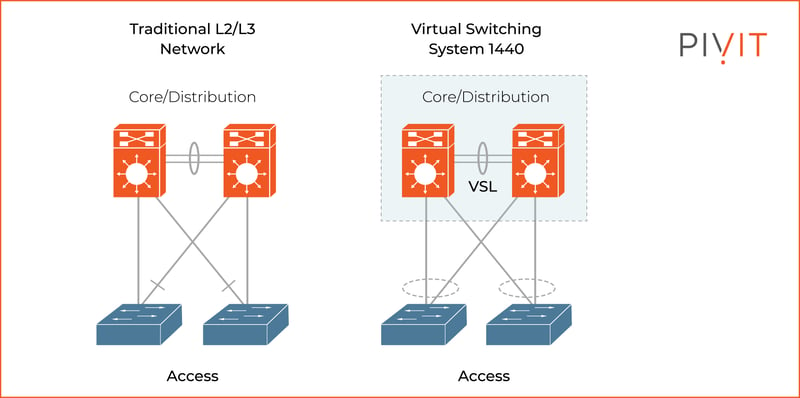 Traditional L2/L3
Network
Core/Distribution
Access
Virtual Switching
System 1440
Core/Distribution
VSL
Access
PIVIT